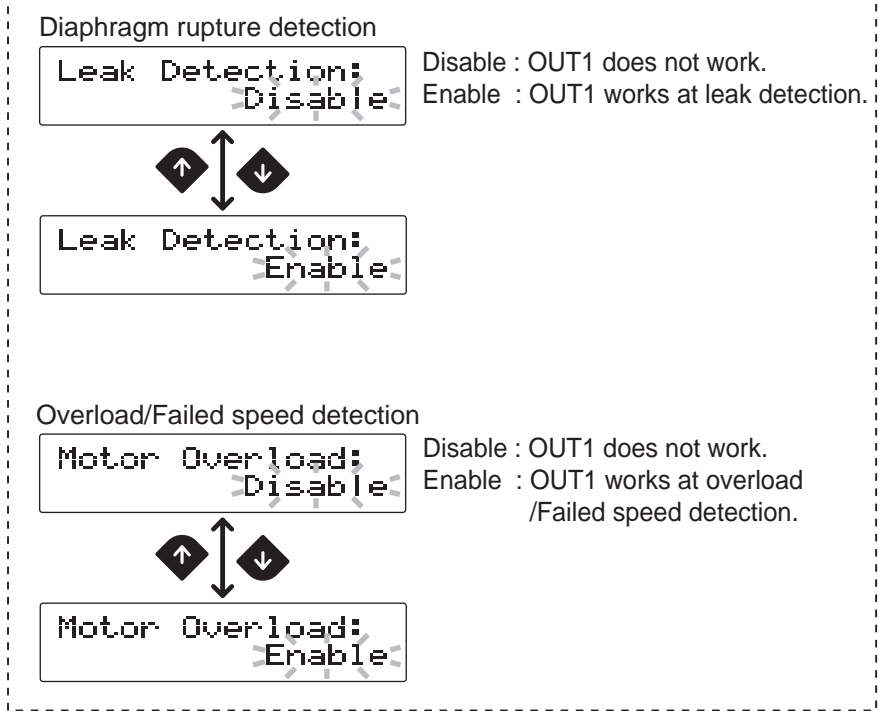 Diaphragm rupture detection
Leak Detection:
Disable
Disable : OUT1 does not work.
Enable : OUT1 works at leak detection.
Leak Detection:
Enable
Overload/Failed speed detection
Motor Overload:
Disable
Disable : OUT1 does not work.
Enable : OUT1 works at overload
/Failed speed detection.
Motor Overload:
Enable